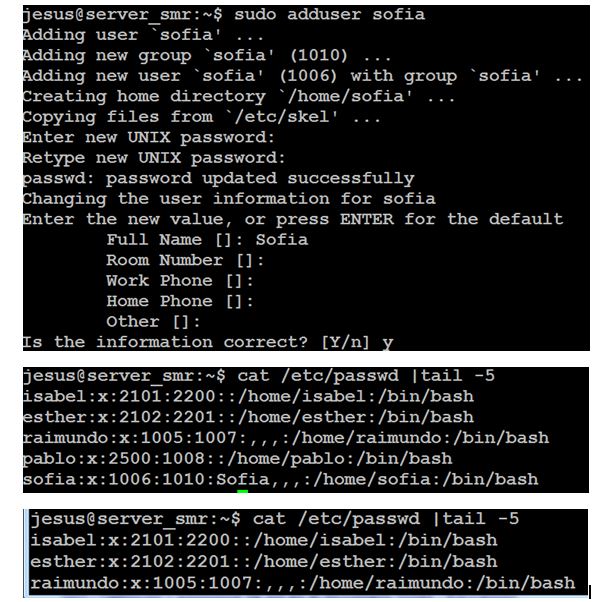 jesus@server_smr:~$ sudo adduser sofia
Adding user `sofia' ...
Adding new group `sofia' (1010) ...
Adding new user `sofia' (1006) with group `sofia' ...
Creating home directory `/home/sofia' ...
Copying files from `/etc/skel' ...
Enter new UNIX password:
Retype new UNIX password:
passwd: password updated successfully
Changing the user information for sofia
Enter the new value, or press ENTER for the default
        Full Name []: Sofia
        Room Number []:
        Work Phone []:
        Home Phone []:
        Other []:
Is the information correct? [Y/n] y
jesus@server_smr:~$ cat /etc/passwd |tail -5
isabel:x:2101:2200::/home/isabel:/bin/bash
esther:x:2102:2201::/home/esther:/bin/bash
raimundo:x:1005:1007:,,,:/home/raimundo:/bin/bash
pablo:x:2500:1008::/home/pablo:/bin/bash
sofia:x:1006:1010:Sofia,,,:/home/sofia:/bin/bash
jesus@server_smr:~$ cat /etc/passwd |tail -5
isabel:x:2101:2200::/home/isabel:/bin/bash
esther:x:2102:2201::/home/esther:/bin/bash
raimundo:x:1005:1007:,,,:/home/raimundo:/bin/bash